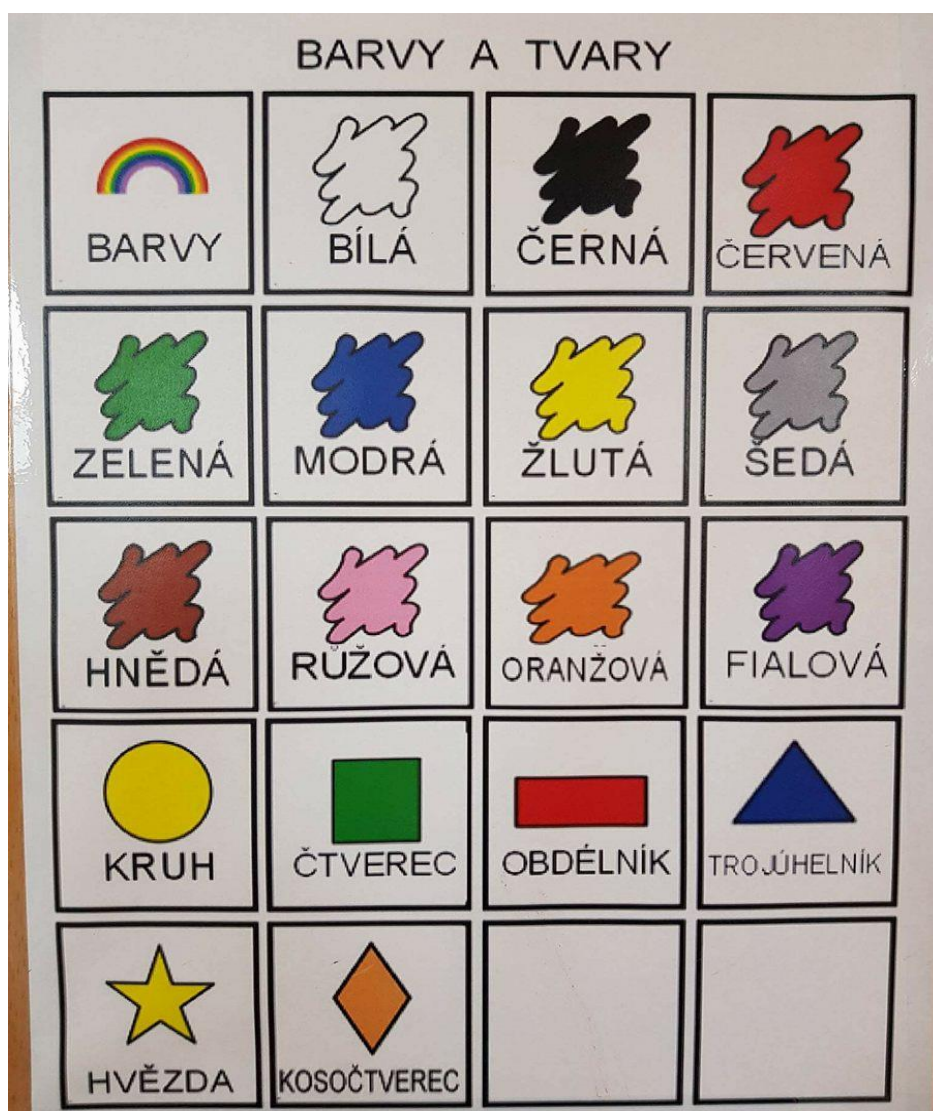 BARVY A TVARY
BARVY BÍLÁ ČERNÁ ČERVENÁ
ZELENÁ MODRÁ ŽLUTÁ ŠEDÁ
HNĚDÁ RŮŽOVÁ ORANŽOVÁ FIALOVÁ
KRUH ČTVEREC OBDÉLNÍK TROJÚHELNÍK
HVĚZDA KOSOČTVEREC